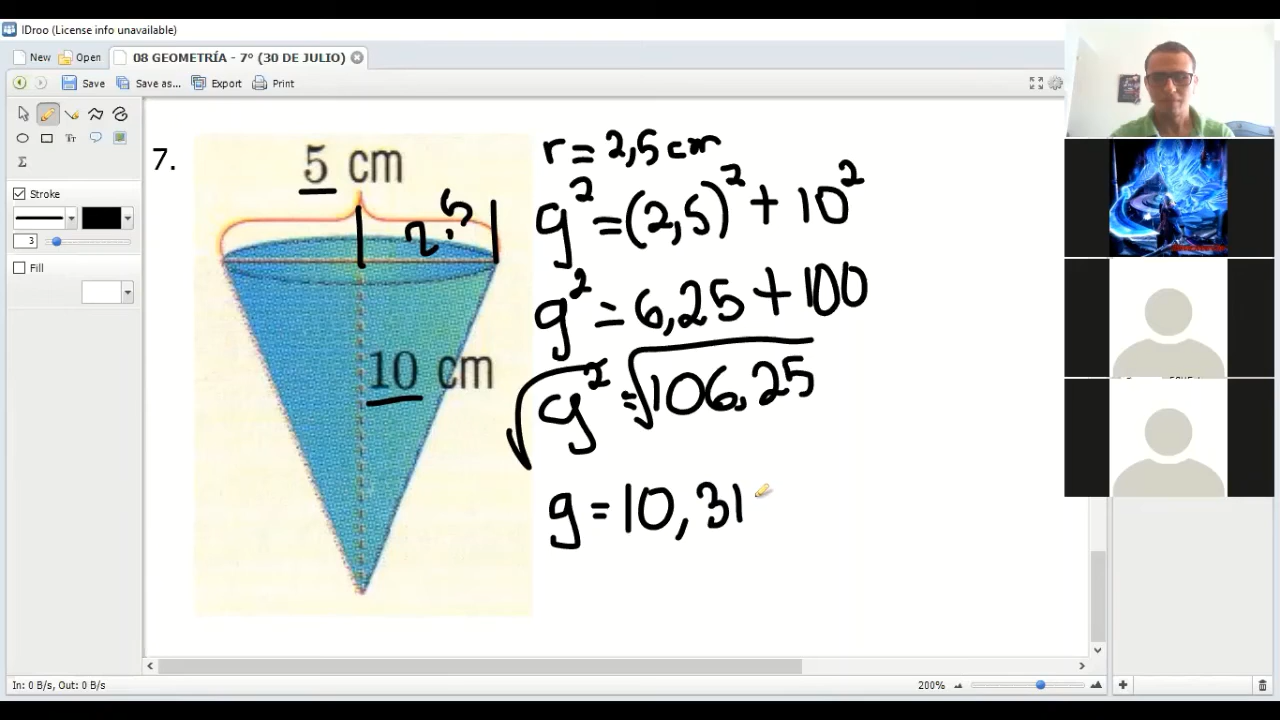 IDroo (License info unavailable)
New Open 08 GEOMETRÍA - 7º (30 DE JULIO)
Save Save as... Export Print
Tr
Σ
Stroke
3
Fill
7.
5 cm
2,5
10 cm
r = 2,5 cm
g² = (2,5)² + 10²
g² = 6,25 + 100
√g² = √106,25
g = 10,31
In: 0 B/s, Out: 0 B/s
200%